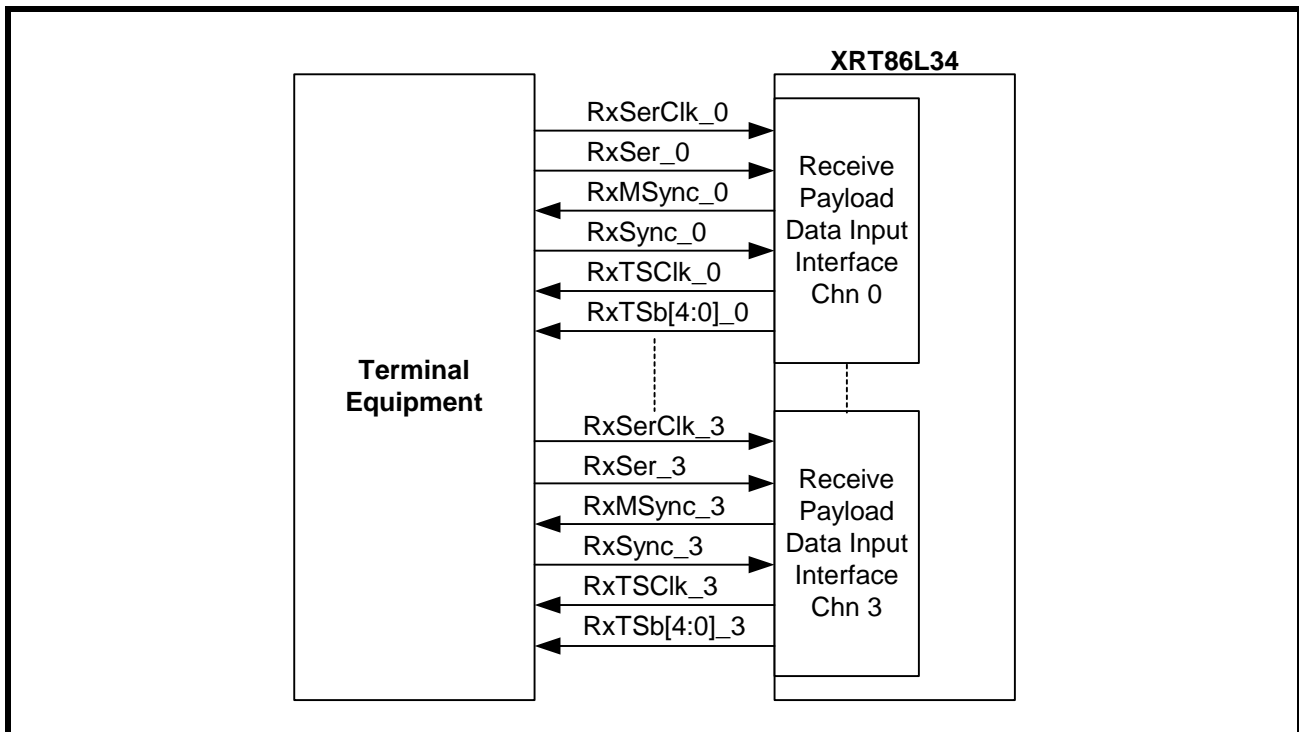 XRT86L34
RxSerClk_0
RxSer_0
RxMSync_0
RxSync_0
RxTSClk_0
RxTSb[4:0]_0
Receive
Payload
Data Input
Interface
Chn 0
Terminal
Equipment
RxSerClk_3
RxSer_3
RxMSync_3
RxSync_3
RxTSClk_3
RxTSb[4:0]_3
Receive
Payload
Data Input
Interface
Chn 3